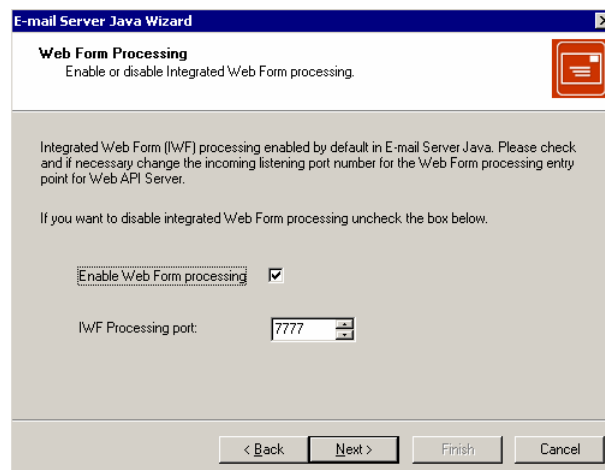 E-mail Server Java Wizard
Web Form Processing
Enable or disable Integrated Web Form processing.
Integrated Web Form (IWF) processing enabled by default in E-mail Server Java. Please check
and if necessary change the incoming listening port number for the Web Form processing entry
point for Web API Server.
If you want to disable integrated Web Form processing uncheck the box below.
Enable Web Form processing
IWF Processing port: 7777
< Back Next > Finish Cancel